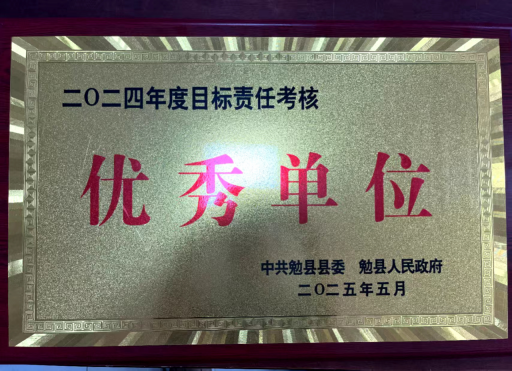 二〇二四年度目标责任考核
优秀单位
中共勉县县委 勉县人民政府
二〇二五年五月